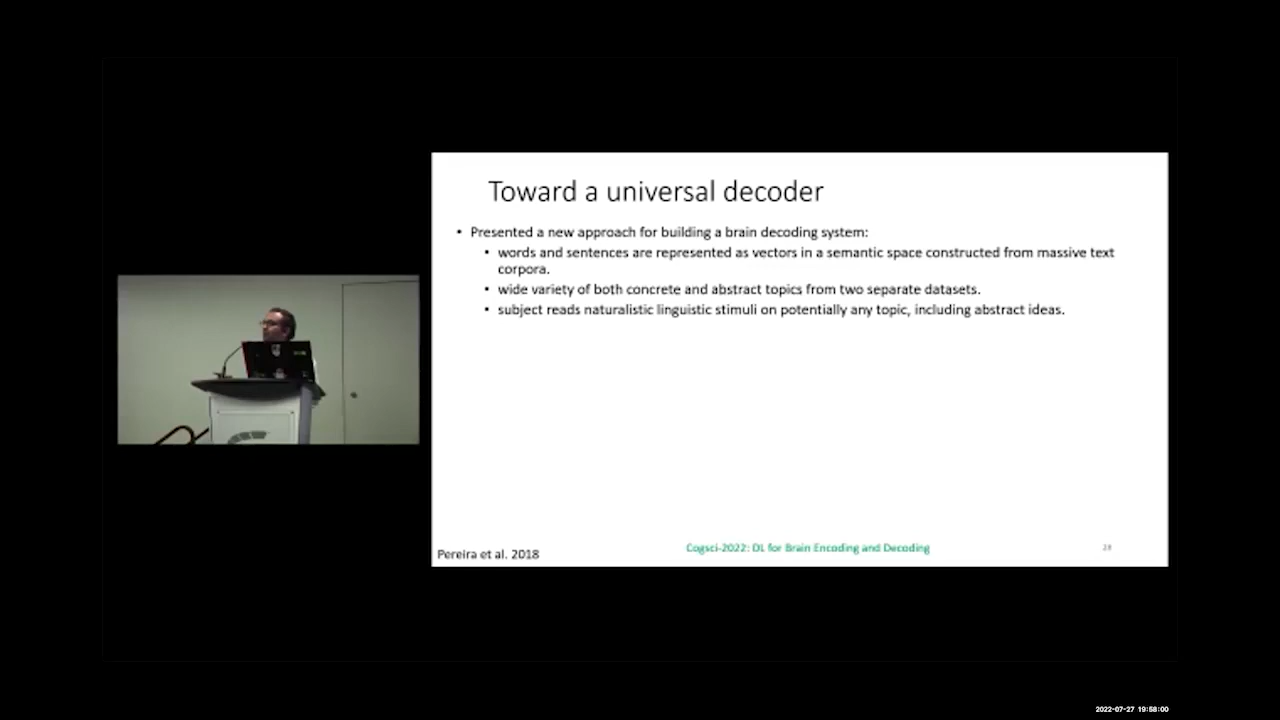 Toward a universal decoder
• Presented a new approach for building a brain decoding system:
• words and sentences are represented as vectors in a semantic space constructed from massive text
corpora.
• wide variety of both concrete and abstract topics from two separate datasets.
• subject reads naturalistic linguistic stimuli on potentially any topic, including abstract ideas.
Pereira et al. 2018
Cogsci-2022: DL for Brain Encoding and Decoding
2022-07-27 19:58:00